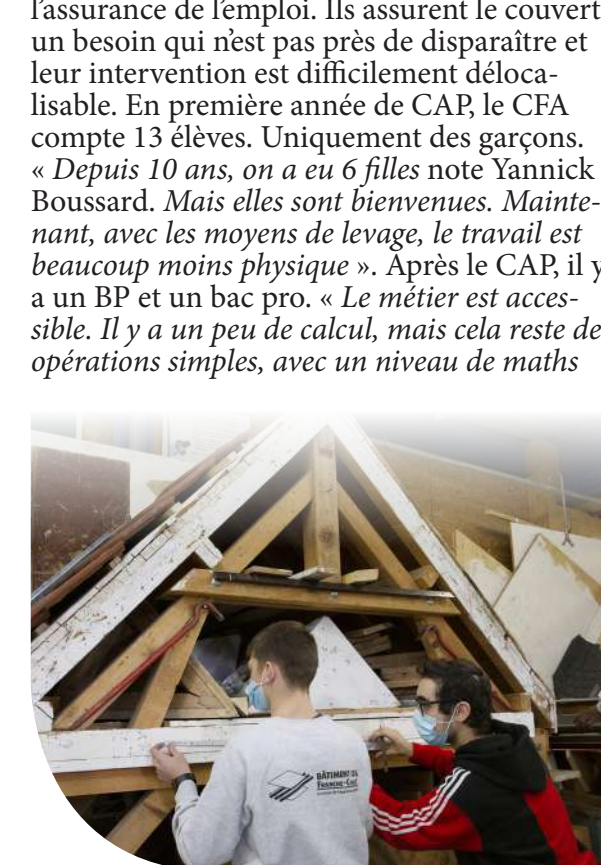 l’assurance de l’emploi. Ils assurent le couvert
un besoin qui n’est pas près de disparaître et
leur intervention est difficilement déloca-
lisable. En première année de CAP, le CFA
compte 13 élèves. Uniquement des garçons.
« Depuis 10 ans, on a eu 6 filles note Yannick
Boussard. Mais elles sont bienvenues. Mainte-
nant, avec les moyens de levage, le travail est
beaucoup moins physique ». Après le CAP, il y
a un BP et un bac pro. « Le métier est acces-
sible. Il y a un peu de calcul, mais cela reste de
opérations simples, avec un niveau de maths
BÂTIMENT CFA
FRANCHE-COMTÉ